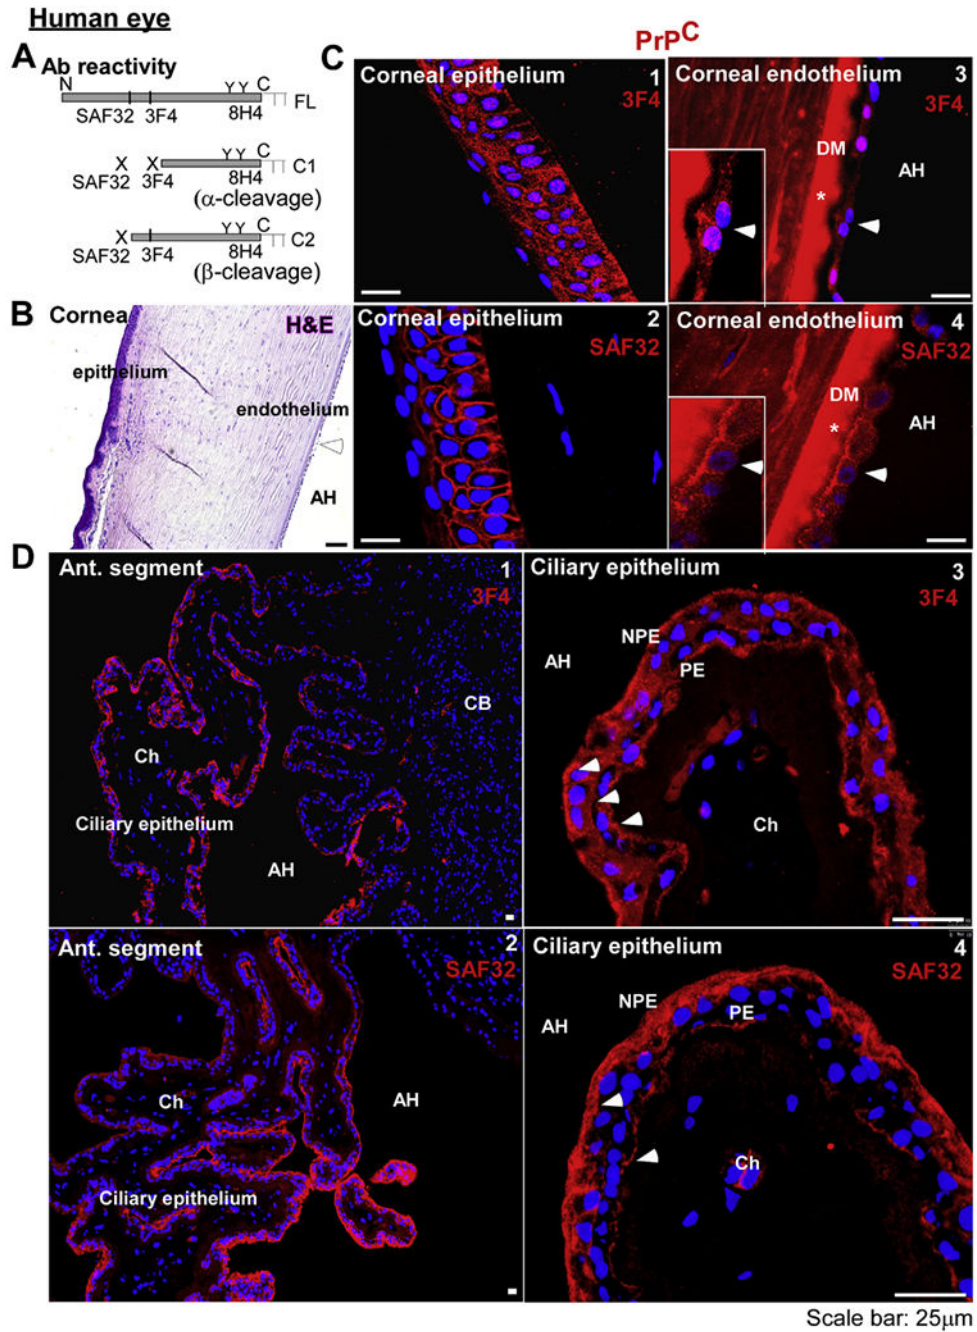 Human eye
A
Ab reactivity
N
Y Y C
FL
SAF32 3F4 8H4
X X
Y Y C
C1
SAF32 3F4 8H4
(α-cleavage)
X
Y Y C
C2
SAF32 3F4 8H4
(β-cleavage)
B
Cornea
H&E
epithelium
endothelium
AH
C
PrPC
Corneal epithelium 1
3F4
Corneal endothelium 3
3F4
DM
*
AH
Corneal epithelium 2
SAF32
Corneal endothelium 4
SAF32
DM
*
AH
D
Ant. segment 1
3F4
CB
Ch
Ciliary epithelium
AH
Ciliary epithelium 3
3F4
NPE
AH
PE
Ch
Ant. segment 2
SAF32
Ch
AH
Ciliary epithelium
Ciliary epithelium 4
SAF32
NPE
PE
AH
Ch
Scale bar: 25μm